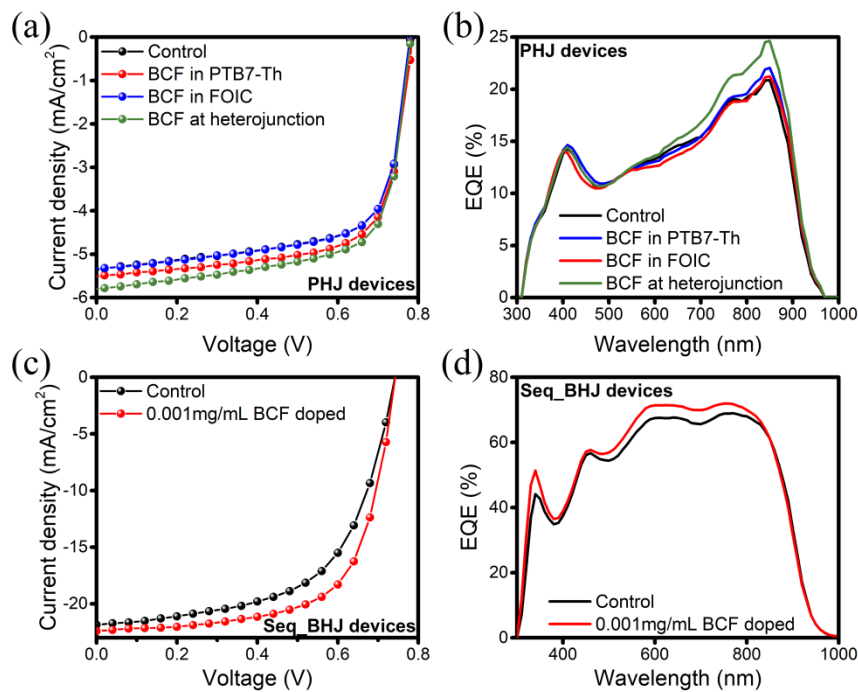 (a)
Current density (mA/cm²)
0
-1
-2
-3
-4
-5
-6
Control
BCF in PTB7-Th
BCF in FOIC
BCF at heterojunction
PHJ devices
0.0 0.2 0.4 0.6 0.8
Voltage (V)
(b)
EQE (%)
25
20
15
10
5
0
PHJ devices
Control
BCF in PTB7-Th
BCF in FOIC
BCF at heterojunction
300 400 500 600 700 800 900 1000
Wavelength (nm)
(c)
Current density (mA/cm²)
0
-5
-10
-15
-20
Control
0.001mg/mL BCF doped
Seq_BHJ devices
0.0 0.2 0.4 0.6 0.8
Voltage (V)
(d)
EQE (%)
80
60
40
20
0
Seq_BHJ devices
Control
0.001mg/mL BCF doped
400 600 800 1000
Wavelength (nm)